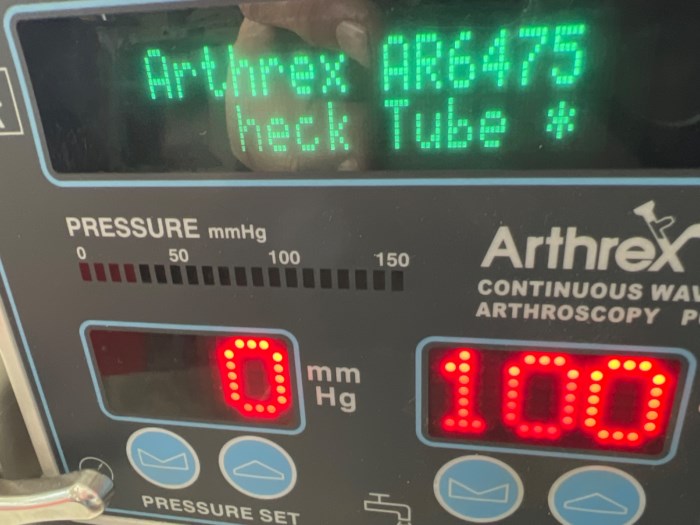 Arthrex AR6475
heck Tube *
PRESSURE mmHg
0 50 100 150
Arthrex
CONTINUOUS WAV
ARTHROSCOPY P
0 mm Hg
100
PRESSURE SET